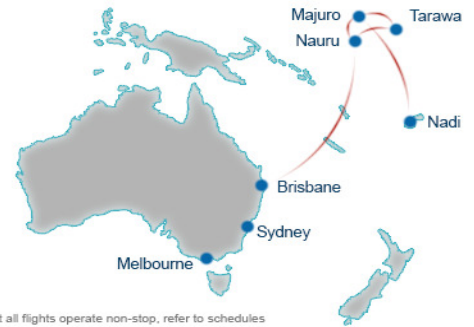 Majuro
Tarawa
Nauru
Nadi
Brisbane
Sydney
Melbourne
all flights operate non-stop, refer to schedules